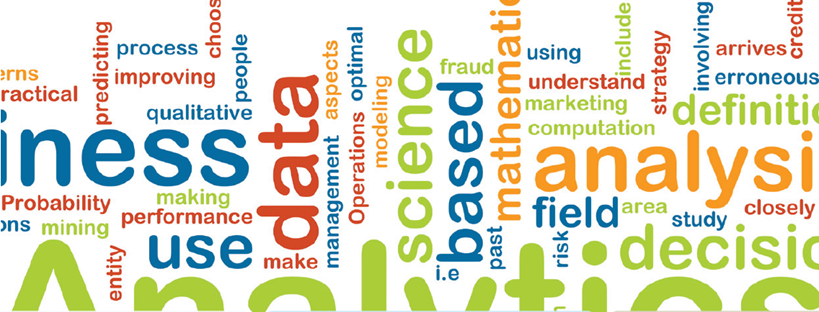 choos
process
people
predicting
erns
improving
ractical
qualitative
iness
data
aspects
optimal
modeling
Operations
management
science
fraud
based
mathematic
using
include
understand
strategy
involving
arrives
credit
erroneous
marketing
definitio
computation
analysi
Probability
making
ons
mining
performance
use
make
entity
i.e
past
field
area
study
closely
risk
decisio
Analytics